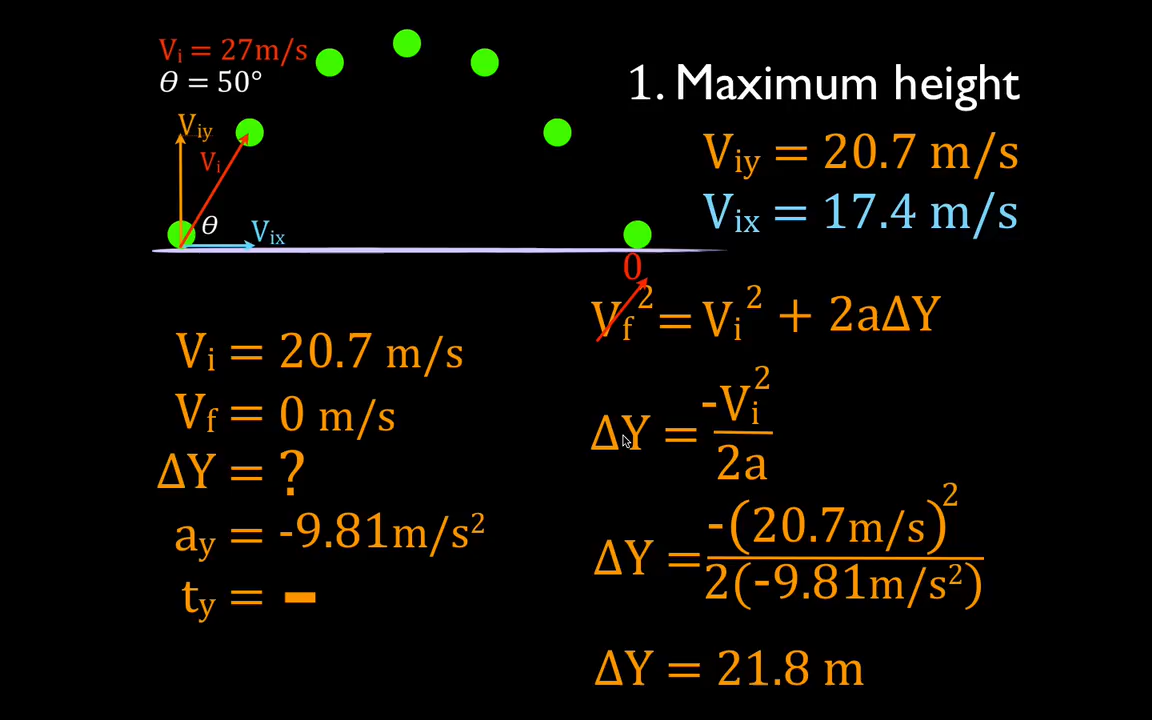 Vi = 27m/s
θ = 50°
Viy
Vi
θ
Vix
1. Maximum height
Viy = 20.7 m/s
Vix = 17.4 m/s
Vi = 20.7 m/s
Vf = 0 m/s
ΔY = ?
ay = -9.81m/s²
ty = -
0
Vf² = Vi² + 2aΔY
ΔY = -Vi² / 2a
ΔY = -(20.7m/s)² / 2(-9.81m/s²)
ΔY = 21.8 m